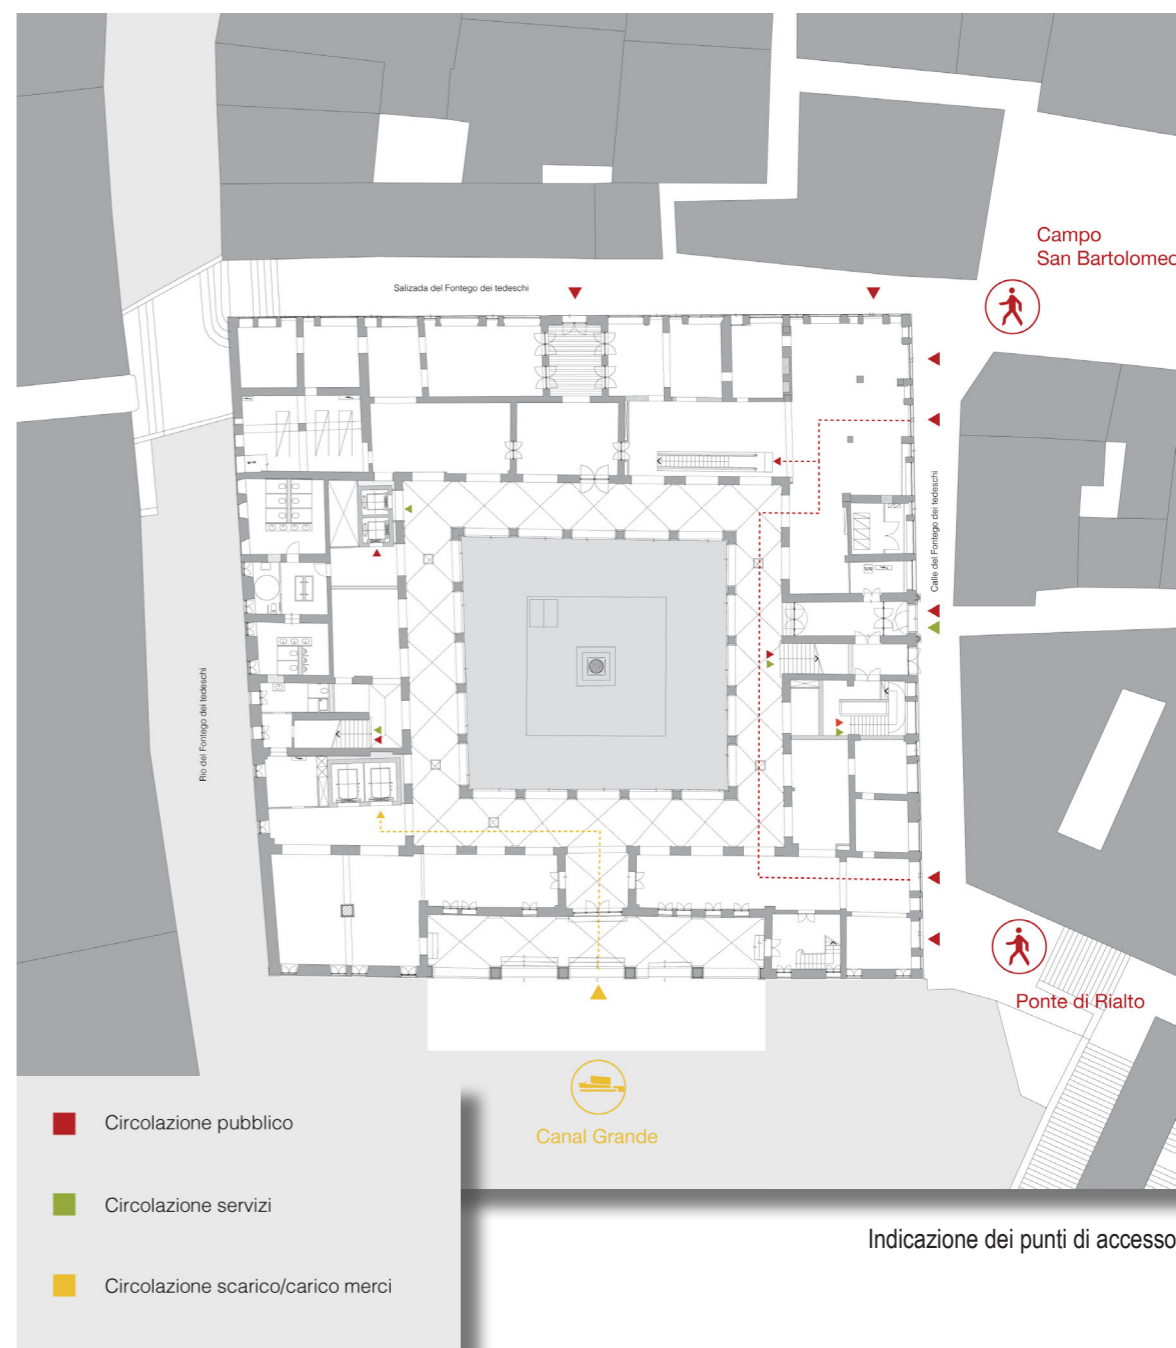 Campo
San Bartolomeo
Salizada del Fontego dei tedeschi
Calle del Fontego dei tedeschi
Rio del Fontego dei tedeschi
Ponte di Rialto
Canal Grande
Circolazione pubblico
Circolazione servizi
Circolazione scarico/carico merci
Indicazione dei punti di accesso